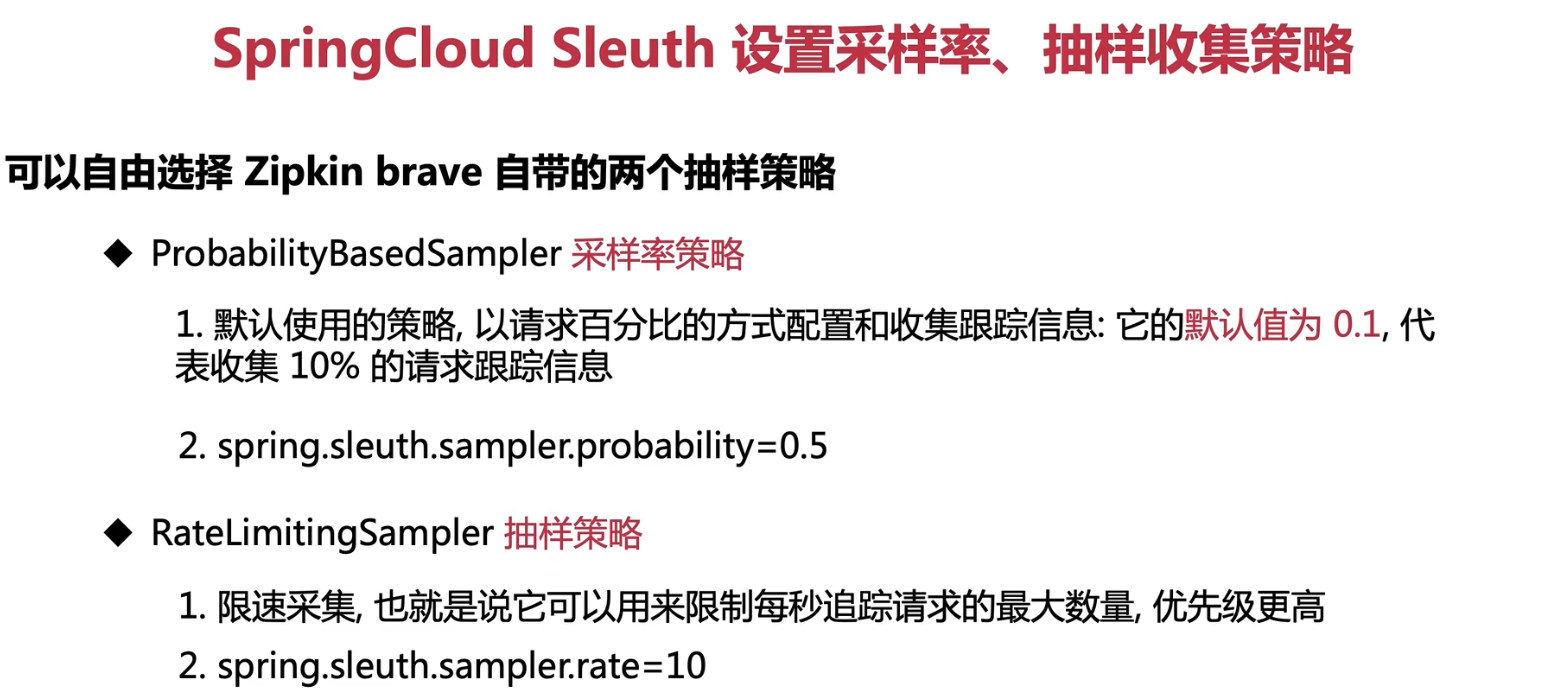 SpringCloud Sleuth 设置采样率、抽样收集策略
可以自由选择 Zipkin brave 自带的两个抽样策略
◆ ProbabilityBasedSampler 采样率策略
1. 默认使用的策略, 以请求百分比的方式配置和收集跟踪信息: 它的默认值为 0.1, 代
表收集 10% 的请求跟踪信息
2. spring.sleuth.sampler.probability=0.5
◆ RateLimitingSampler 抽样策略
1. 限速采集, 也就是说它可以用来限制每秒追踪请求的最大数量, 优先级更高
2. spring.sleuth.sampler.rate=10